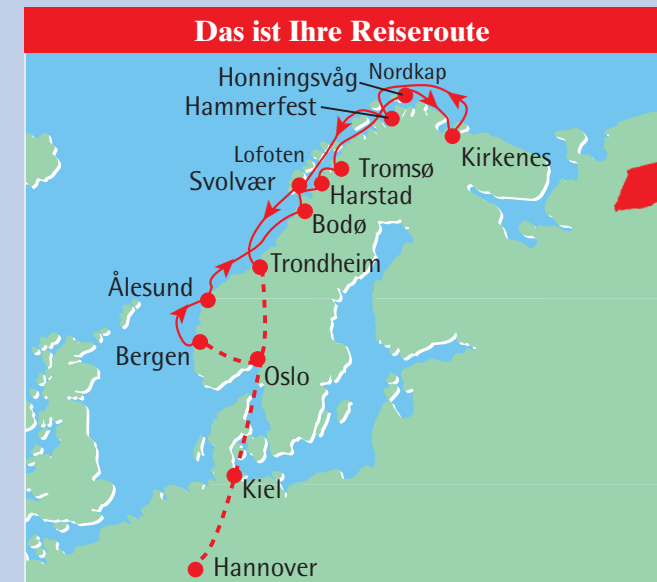 Das ist Ihre Reiseroute
Honningsvåg
Nordkap
Hammerfest
Kirkenes
Lofoten
Tromsø
Svolvær
Harstad
Bodø
Trondheim
Ålesund
Bergen
Oslo
Kiel
Hannover